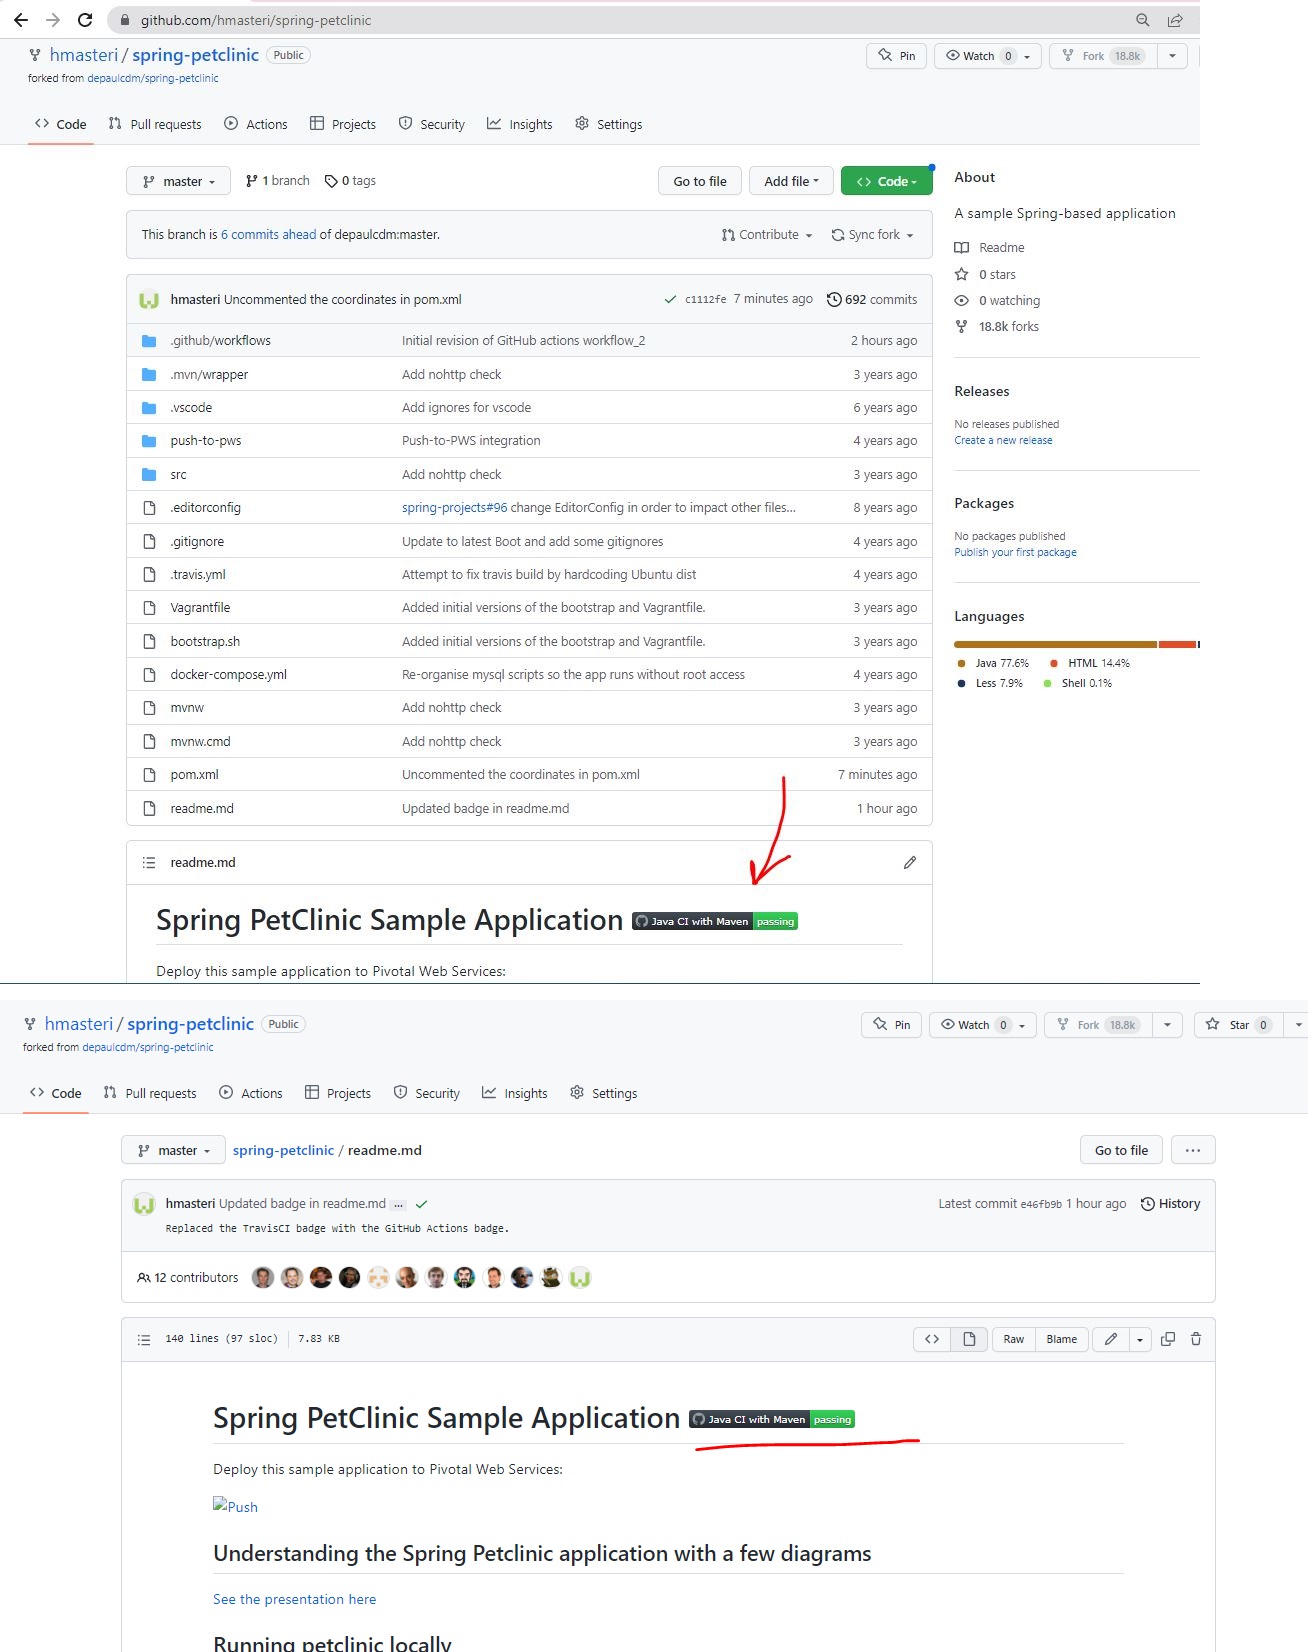 github.com/hmasteri/spring-petclinic
hmasteri / spring-petclinic Public
Pin Watch 0 Fork 18.8k
forked from depaulcdm/spring-petclinic
Code Pull requests Actions Projects Security Insights Settings
master 1 branch 0 tags Go to file Add file Code
This branch is 6 commits ahead of depaulcdm:master. Contribute Sync fork
hmasteri Uncommented the coordinates in pom.xml c1112fe 7 minutes ago 692 commits
.github/workflows Initial revision of GitHub actions workflow_2 2 hours ago
.mvn/wrapper Add nohttp check 3 years ago
.vscode Add ignores for vscode 6 years ago
push-to-pws Push-to-PWS integration 4 years ago
src Add nohttp check 3 years ago
.editorconfig spring-projects#96 change EditorConfig in order to impact other files... 8 years ago
.gitignore Update to latest Boot and add some gitignores 4 years ago
.travis.yml Attempt to fix travis build by hardcoding Ubuntu dist 4 years ago
Vagrantfile Added initial versions of the bootstrap and Vagrantfile. 3 years ago
bootstrap.sh Added initial versions of the bootstrap and Vagrantfile. 3 years ago
docker-compose.yml Re-organise mysql scripts so the app runs without root access 4 years ago
mvnw Add nohttp check 3 years ago
mvnw.cmd Add nohttp check 3 years ago
pom.xml Uncommented the coordinates in pom.xml 7 minutes ago
readme.md Updated badge in readme.md 1 hour ago
readme.md
Spring PetClinic Sample Application Java CI with Maven passing
Deploy this sample application to Pivotal Web Services:
About
A sample Spring-based application
Readme
0 stars
0 watching
18.8k forks
Releases
No releases published
Create a new release
Packages
No packages published
Publish your first package
Languages
Java 77.6% HTML 14.4%
Less 7.9% Shell 0.1%
hmasteri / spring-petclinic Public
Pin Watch 0 Fork 18.8k Star 0
forked from depaulcdm/spring-petclinic
Code Pull requests Actions Projects Security Insights Settings
master spring-petclinic / readme.md Go to file ...
hmasteri Updated badge in readme.md ... Latest commit e46fb9b 1 hour ago History
Replaced the TravisCI badge with the GitHub Actions badge.
12 contributors
140 lines (97 sloc) 7.83 KB Raw Blame
Spring PetClinic Sample Application Java CI with Maven passing
Deploy this sample application to Pivotal Web Services:
Push
Understanding the Spring Petclinic application with a few diagrams
See the presentation here
Running petclinic locally